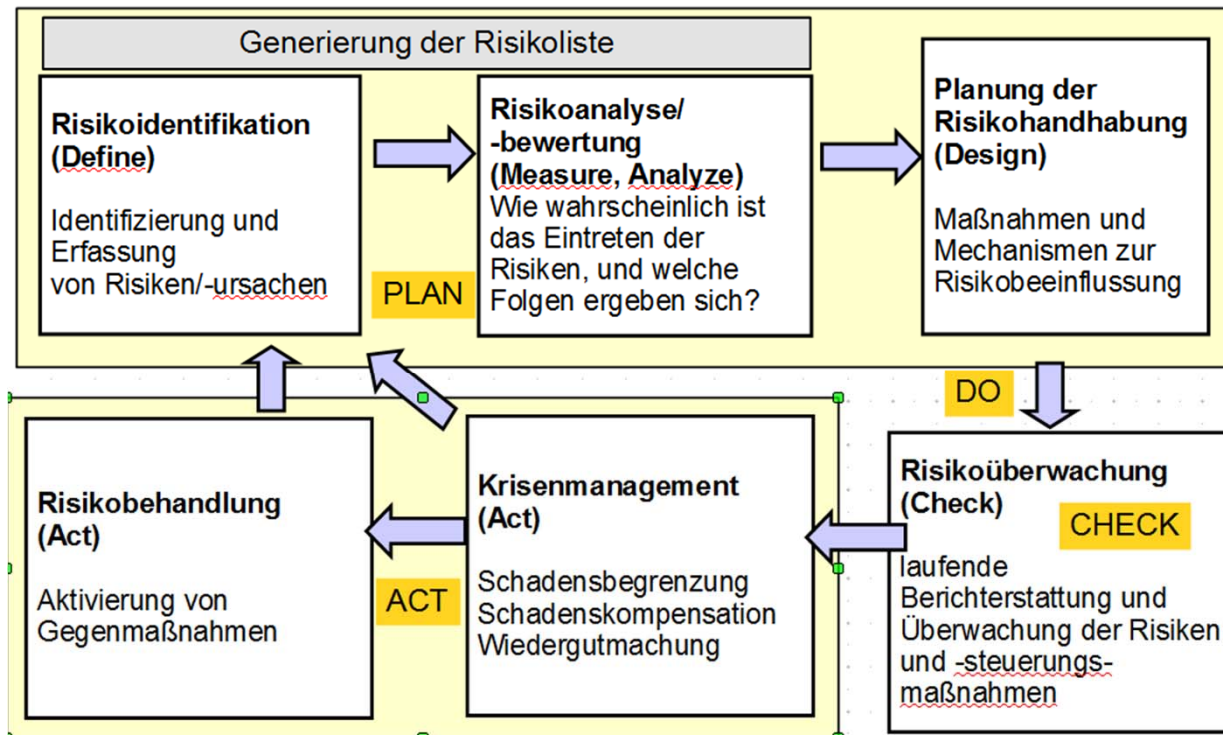 Generierung der Risikoliste
Risikoidentifikation
(Define)
Identifizierung und
Erfassung
von Risiken/-ursachen
PLAN
Risikoanalyse/
-bewertung
(Measure, Analyze)
Wie wahrscheinlich ist
das Eintreten der
Risiken, und welche
Folgen ergeben sich?
Planung der
Risikohandhabung
(Design)
Maßnahmen und
Mechanismen zur
Risikobeeinflussung
DO
Risikoüberwachung
(Check)
CHECK
laufende
Berichterstattung und
Überwachung der Risiken
und -steuerungs-
maßnahmen
Krisenmanagement
(Act)
Schadensbegrenzung
Schadenskompensation
Wiedergutmachung
ACT
Risikobehandlung
(Act)
Aktivierung von
Gegenmaßnahmen